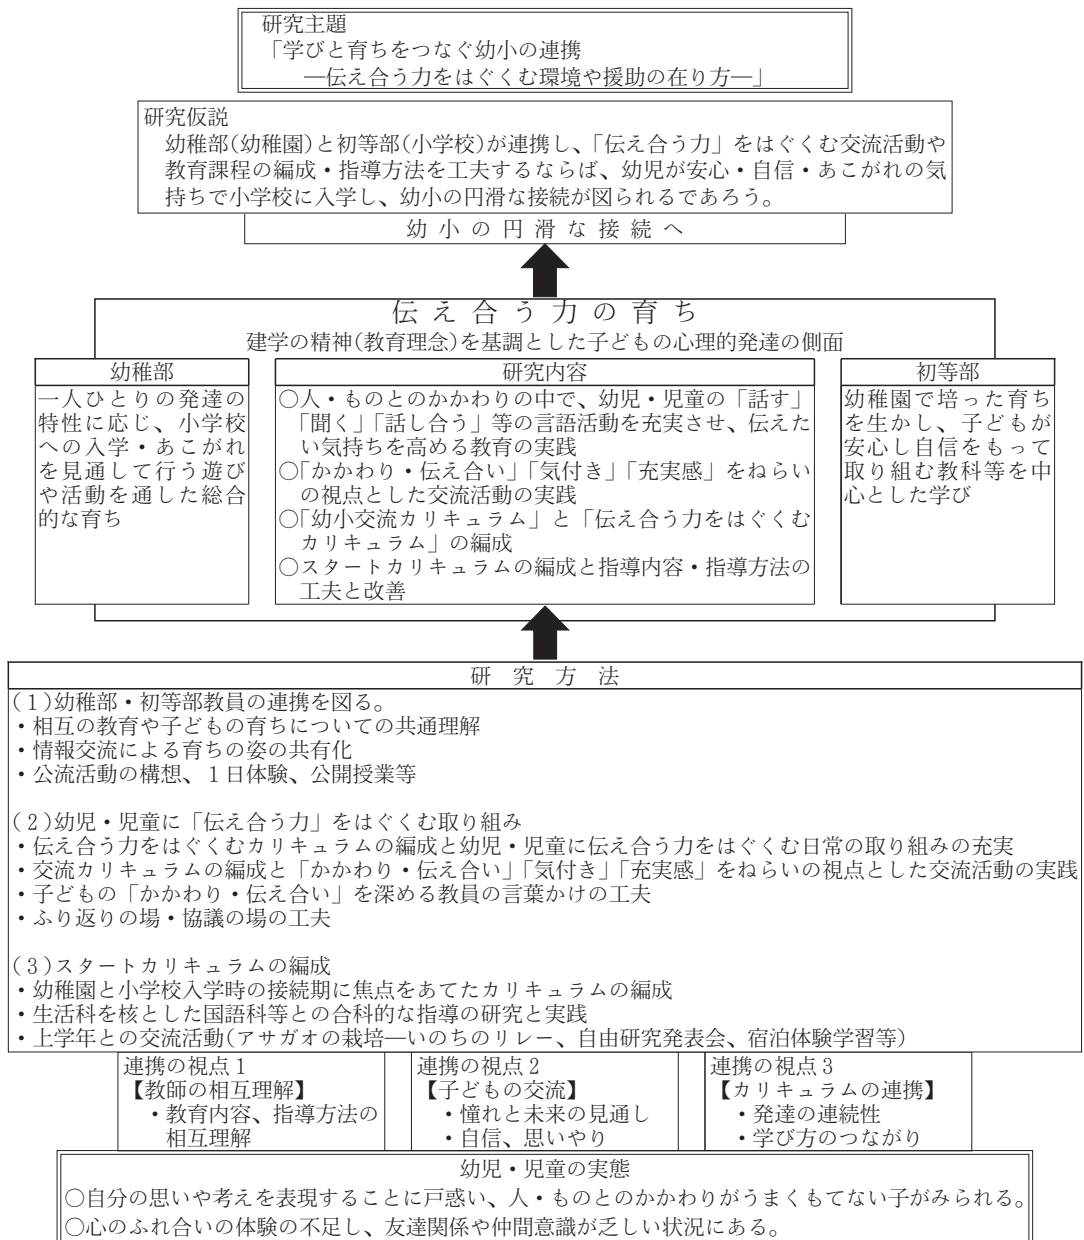 研究主題
「学びと育ちをつなぐ幼小の連携
―伝え合う力をはぐくむ環境や援助の在り方―」
研究仮説
幼稚部(幼稚園)と初等部(小学校)が連携し、「伝え合う力」をはぐくむ交流活動や
教育課程の編成・指導方法を工夫するならば、幼児が安心・自信・あこがれの気
持ちで小学校に入学し、幼小の円滑な接続が図られるであろう。
幼小の円滑な接続へ
伝え合う力の育ち
建学の精神(教育理念)を基調とした子どもの心理的発達の側面
幼稚部
一人ひとりの発達の
特性に応じ、小学校
への入学・あこがれ
を見通して行う遊び
や活動を通した総合
的な育ち
研究内容
○人・ものとのかかわりの中で、幼児・児童の「話す」
「聞く」「話し合う」等の言語活動を充実させ、伝えた
い気持ちを高める教育の実践
○「かかわり・伝え合い」「気付き」「充実感」をねらい
の視点とした交流活動の実践
○「幼小交流カリキュラム」と「伝え合う力をはぐくむ
カリキュラム」の編成
○スタートカリキュラムの編成と指導内容・指導方法の
工夫と改善
初等部
幼稚園で培った育ち
を生かし、子どもが
安心し自信をもって
取り組む教科等を中
心とした学び
研究方法
(1)幼稚部・初等部教員の連携を図る。
・相互の教育や子どもの育ちについての共通理解
・情報交流による育ちの姿の共有化
・公流活動の構想、1日体験、公開授業等
(2)幼児・児童に「伝え合う力」をはぐくむ取り組み
・伝え合う力をはぐくむカリキュラムの編成と幼児・児童に伝え合う力をはぐくむ日常の取り組みの充実
・交流カリキュラムの編成と「かかわり・伝え合い」「気付き」「充実感」をねらいの視点とした交流活動の実践
・子どもの「かかわり・伝え合い」を深める教員の言葉かけの工夫
・ふり返りの場・協議の場の工夫
(3)スタートカリキュラムの編成
・幼稚園と小学校入学時の接続期に焦点をあてたカリキュラムの編成
・生活科を核とした国語科等との合科的な指導の研究と実践
・上学年との交流活動(アサガオの栽培―いのちのリレー、自由研究発表会、宿泊体験学習等)
連携の視点1
【教師の相互理解】
・教育内容、指導方法の
相互理解
連携の視点2
【子どもの交流】
・憧れと未来の見通し
・自信、思いやり
連携の視点3
【カリキュラムの連携】
・発達の連続性
・学び方のつながり
幼児・児童の実態
○自分の思いや考えを表現することに戸惑い、人・ものとのかかわりがうまくもてない子がみられる。
○心のふれ合いの体験の不足し、友達関係や仲間意識が乏しい状況にある。